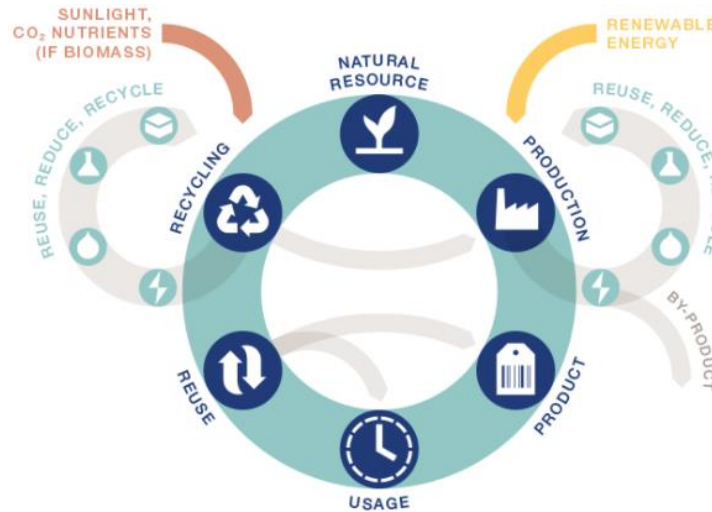 SUNLIGHT,
CO₂ NUTRIENTS
(IF BIOMASS)
RENEWABLE
ENERGY
NATURAL
RESOURCE
REUSE, REDUCE, RECYCLE
REUSE, REDUCE,
RECYCLING
PRODUCTION
BY-PRODUCT
REUSE
PRODUCT
USAGE